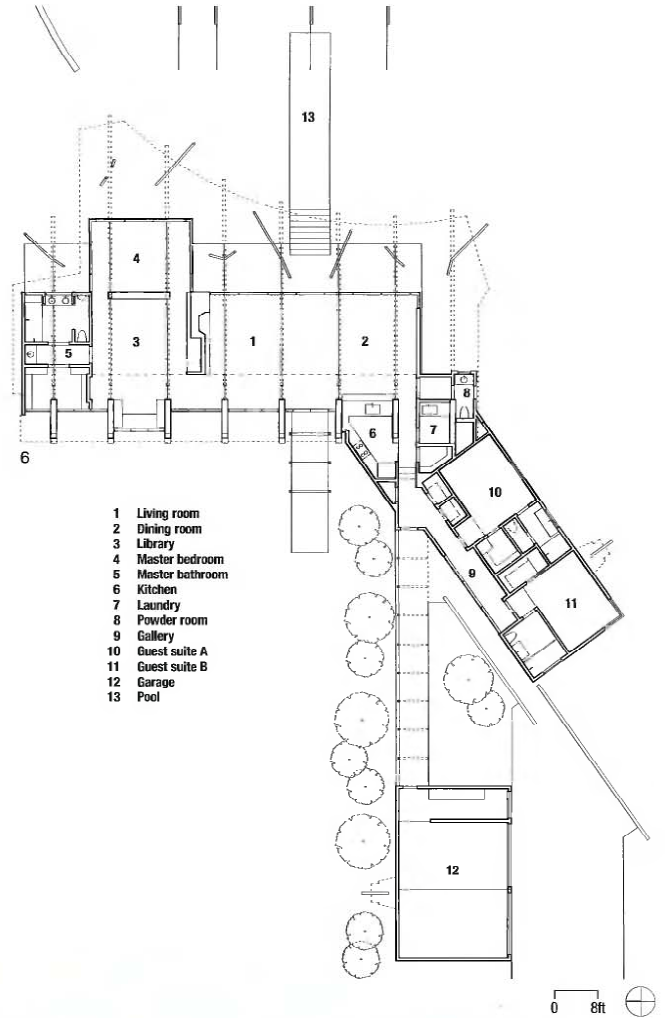 13
4
3
1
2
5
8
6
7
6
10
1 Living room
2 Dining room
3 Library
4 Master bedroom
5 Master bathroom
6 Kitchen
7 Laundry
8 Powder room
9 Gallery
10 Guest suite A
11 Guest suite B
12 Garage
13 Pool
9
11
12
0 8ft